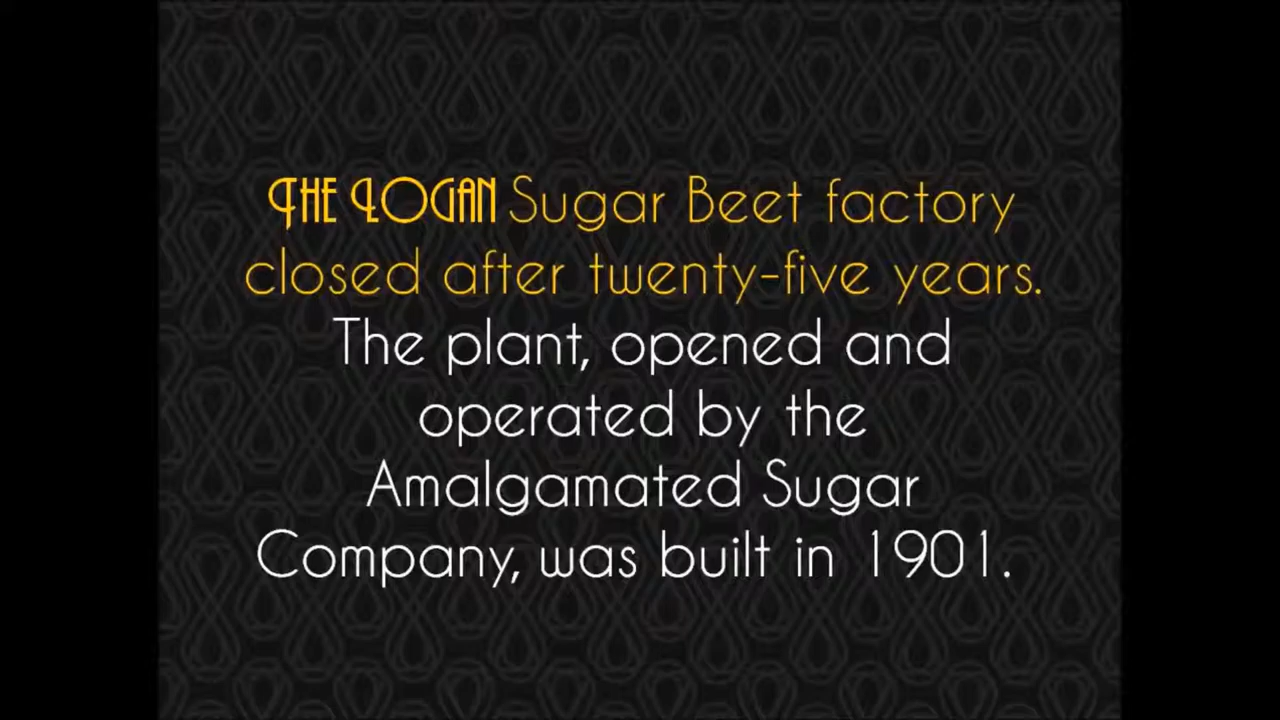 THE LOGAN Sugar Beet factory
closed after twenty-five years.
The plant, opened and
operated by the
Amalgamated Sugar
Company, was built in 1901.